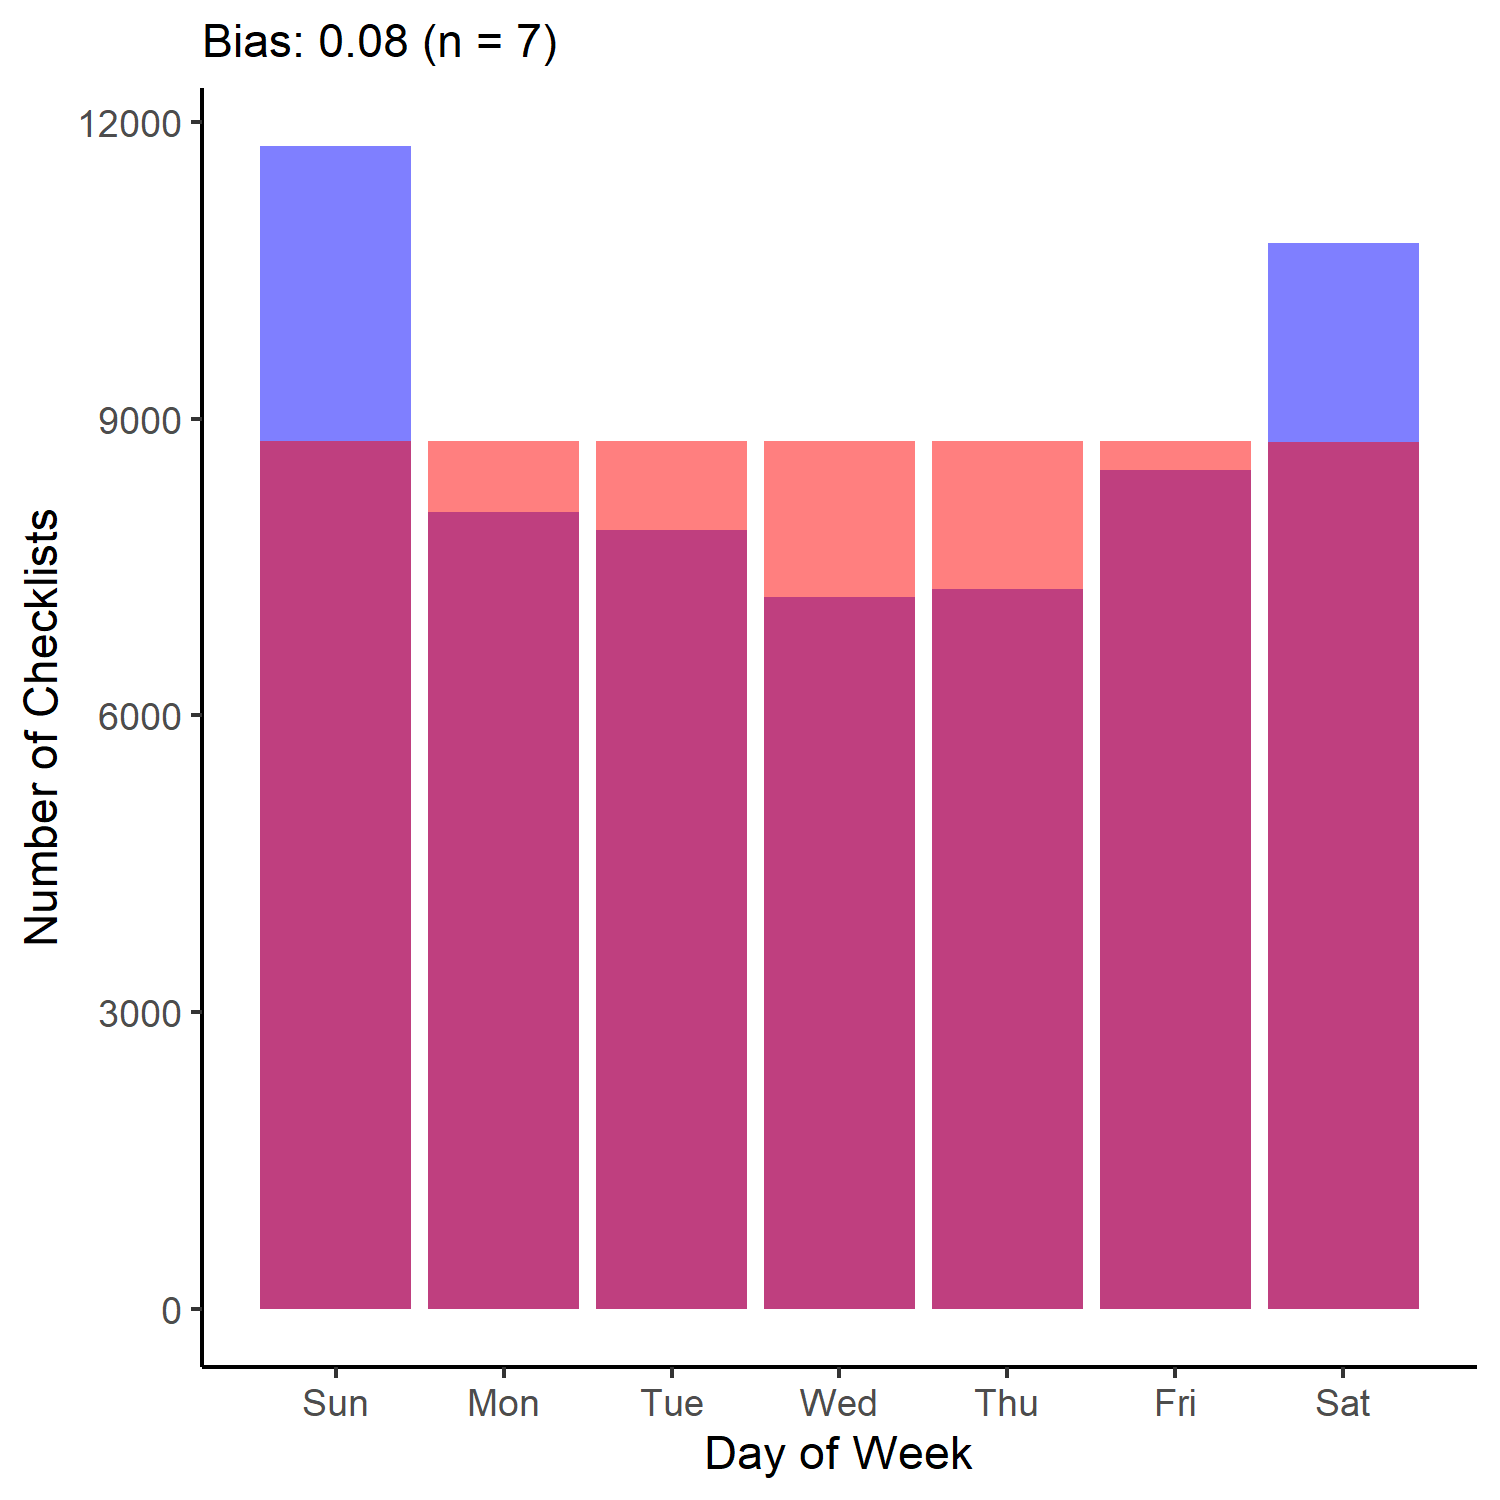 Bias: 0.08 (n = 7)
12000
9000
6000
3000
0
Number of Checklists
Sun Mon Tue Wed Thu Fri Sat
Day of Week